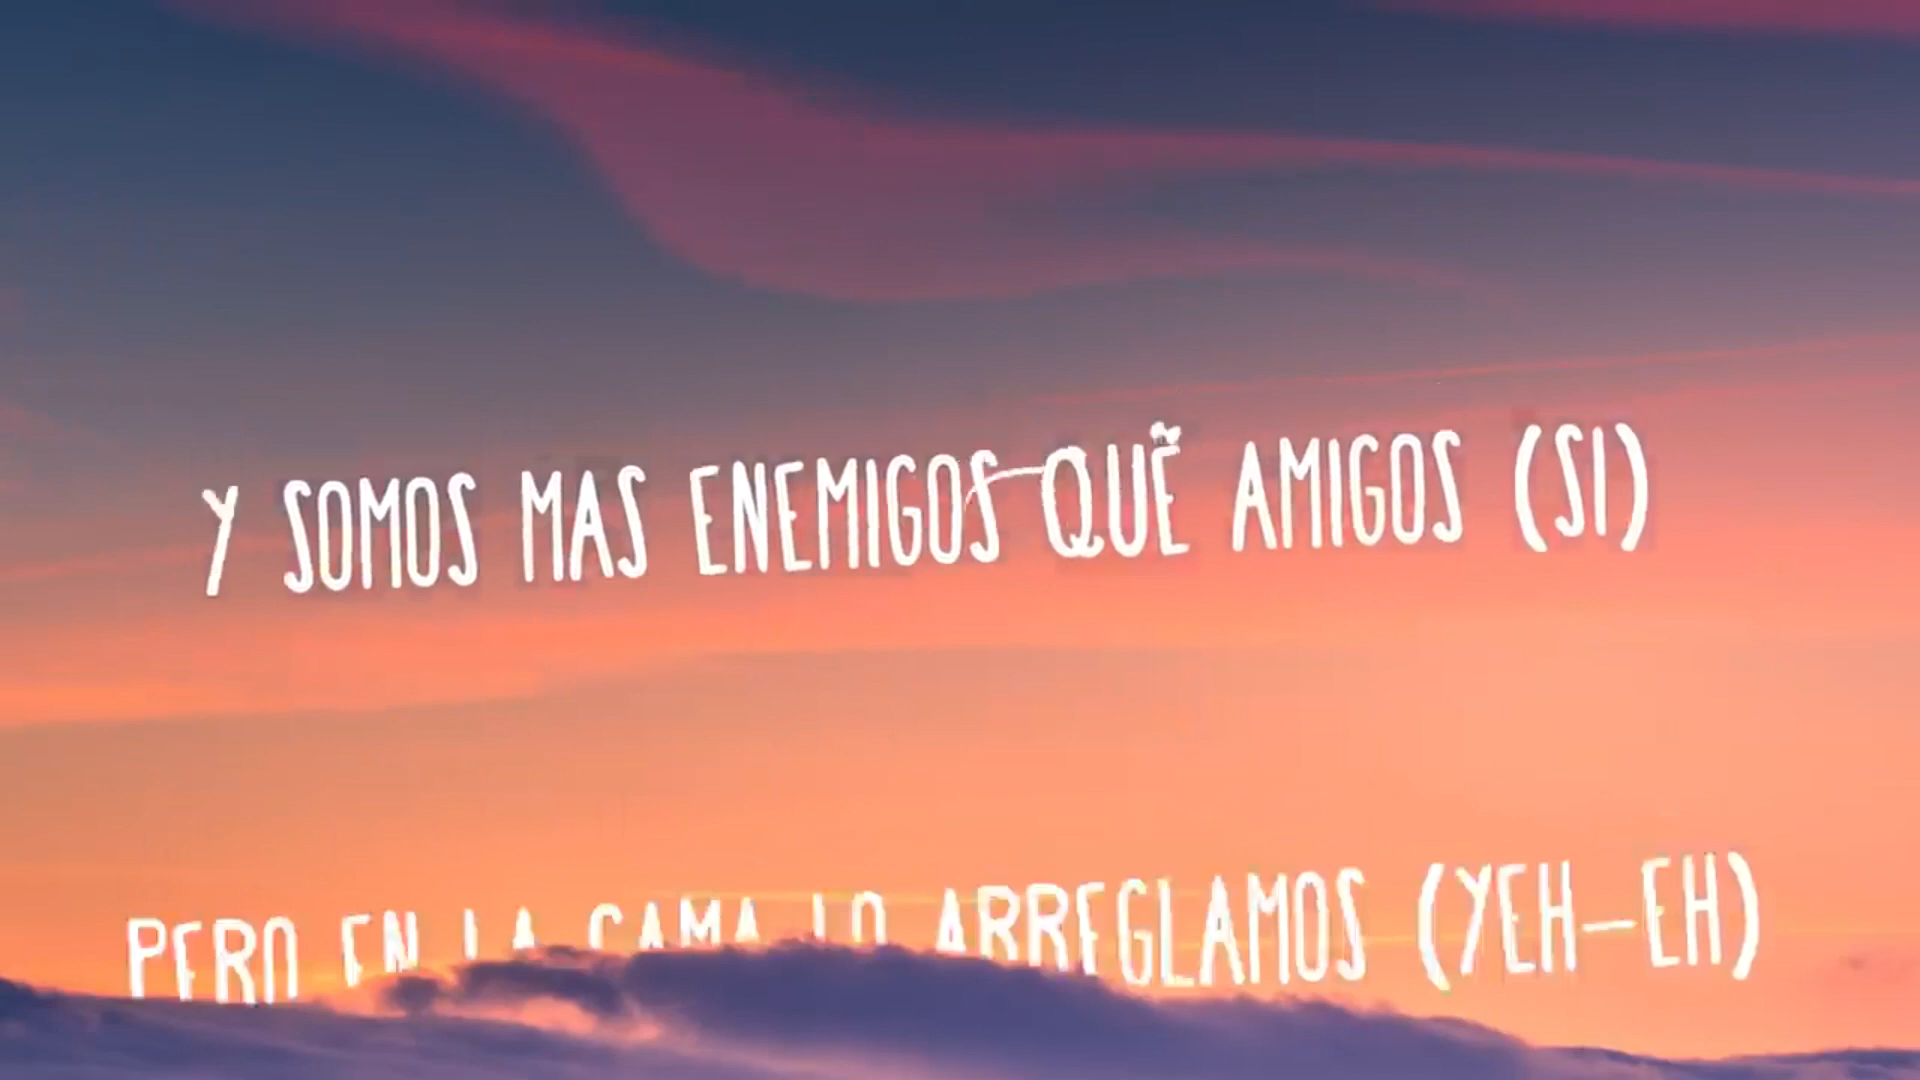 Y SOMOS MAS ENEMIGOS QUE AMIGOS (SI)
PERO EN LA CAMA LO ARREGLAMOS (YEH-EH)